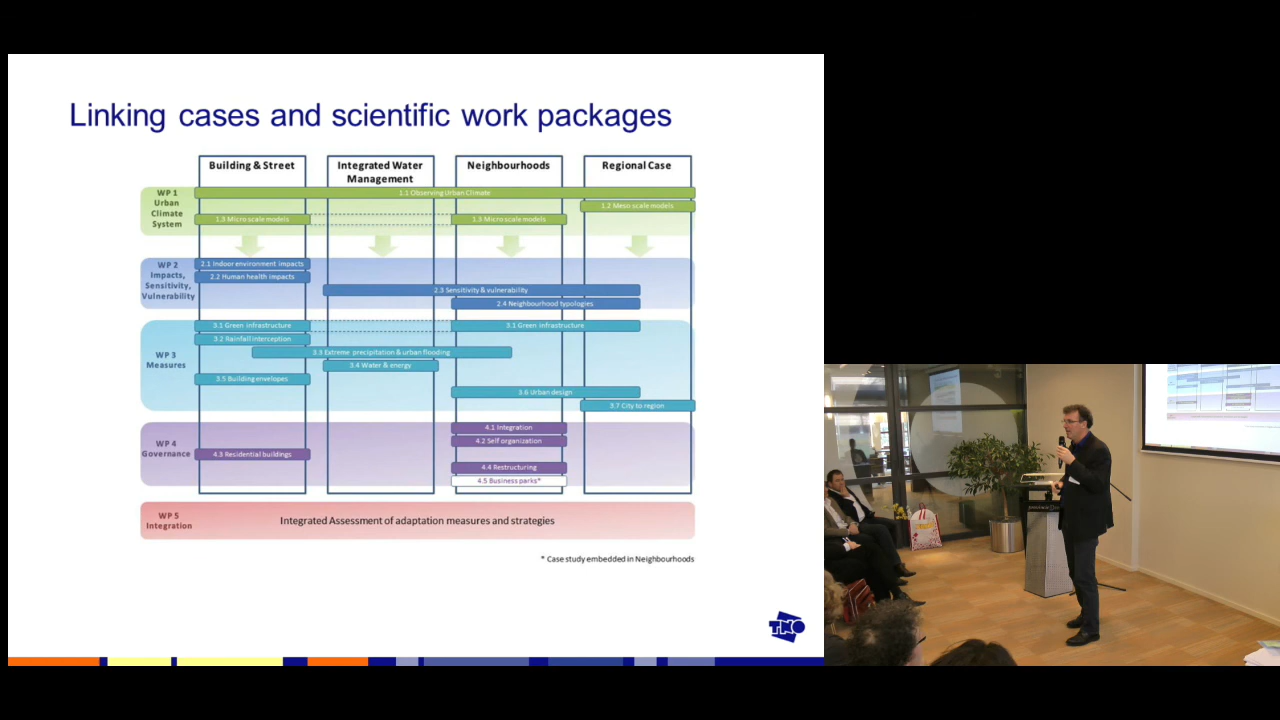 Linking cases and scientific work packages
Building & Street
Integrated Water
Management
Neighbourhoods
Regional Case
WP 1
Urban
Climate
System
1.1 Observing Urban Climate
1.2 Meso scale models
1.3 Micro scale models
1.3 Micro scale models
WP 2
Impacts,
Sensitivity,
Vulnerability
2.1 Indoor environment impacts
2.2 Human health impacts
2.3 Sensitivity & vulnerability
2.4 Neighbourhood typologies
WP 3
Measures
3.1 Green infrastructure
3.1 Green infrastructure
3.2 Rainfall interception
3.3 Extreme precipitation & urban flooding
3.4 Water & energy
3.5 Building envelopes
3.6 Urban design
3.7 City to region
WP 4
Governance
4.1 Integration
4.2 Self organization
4.3 Residential buildings
4.4 Restructuring
4.5 Business parks*
WP 5
Integration
Integrated Assessment of adaptation measures and strategies
* Case study embedded in Neighbourhoods
TNO